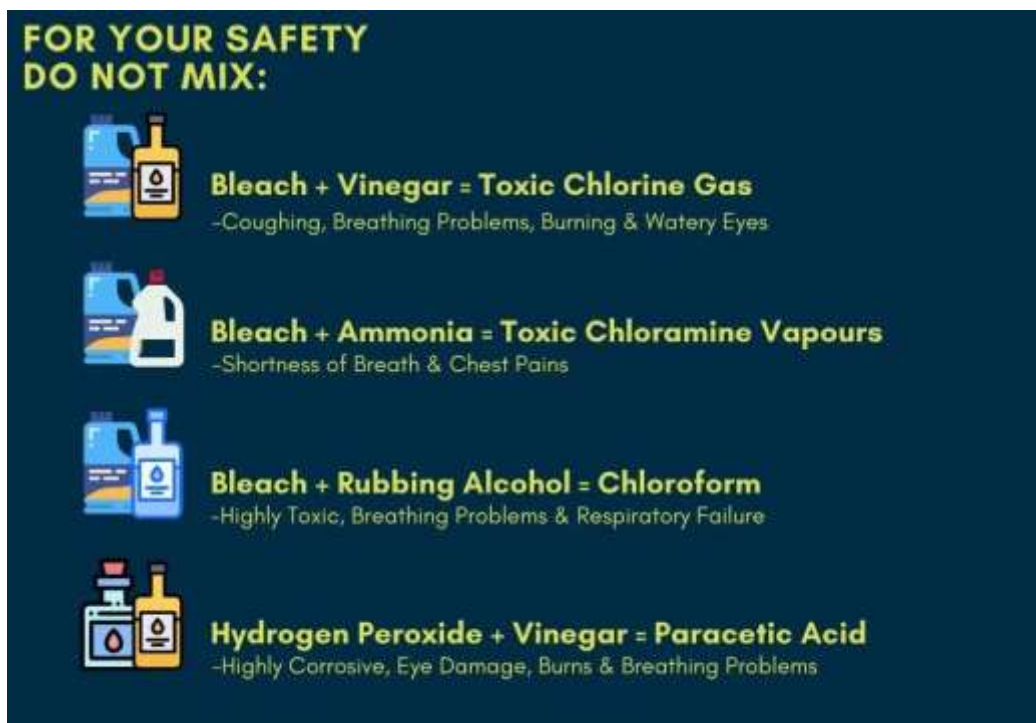 FOR YOUR SAFETY
DO NOT MIX:
Bleach + Vinegar = Toxic Chlorine Gas
-Coughing, Breathing Problems, Burning & Watery Eyes
Bleach + Ammonia = Toxic Chloramine Vapours
-Shortness of Breath & Chest Pains
Bleach + Rubbing Alcohol = Chloroform
-Highly Toxic, Breathing Problems & Respiratory Failure
Hydrogen Peroxide + Vinegar = Paracetic Acid
-Highly Corrosive, Eye Damage, Burns & Breathing Problems